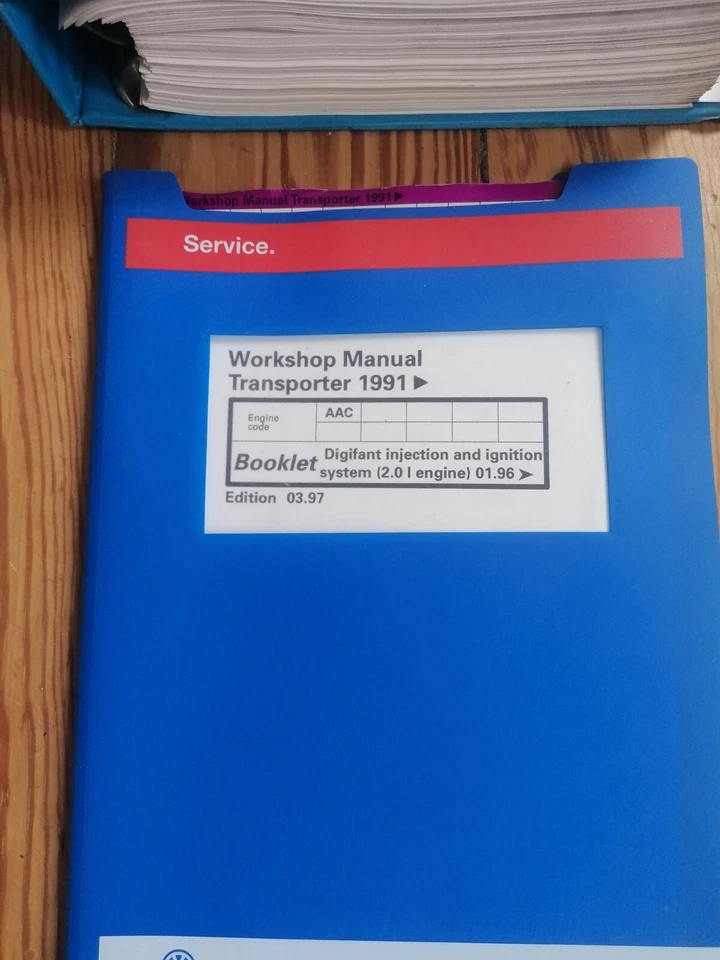 Workshop Manual Transporter 1991▶
Service.
Workshop Manual
Transporter 1991▶
Engine code
AAC
Booklet
Digifant injection and ignition
system (2.0 l engine) 01.96 ➤
Edition 03.97